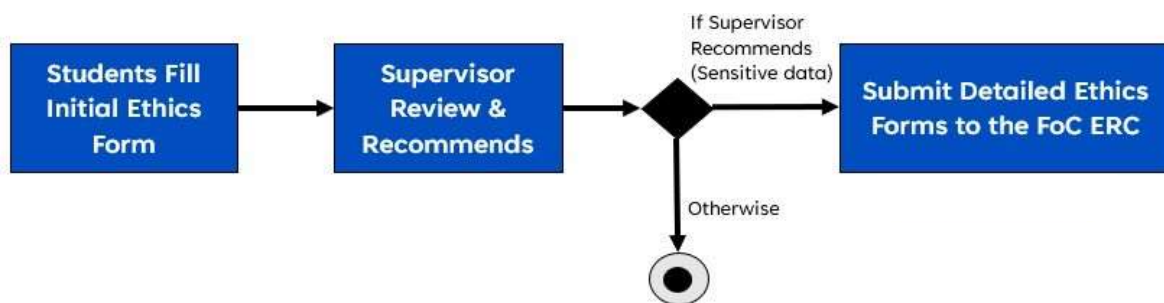 Students Fill
Initial Ethics
Form
Supervisor
Review &
Recommends
If Supervisor
Recommends
(Sensitive data)
Submit Detailed Ethics
Forms to the FoC ERC
Otherwise